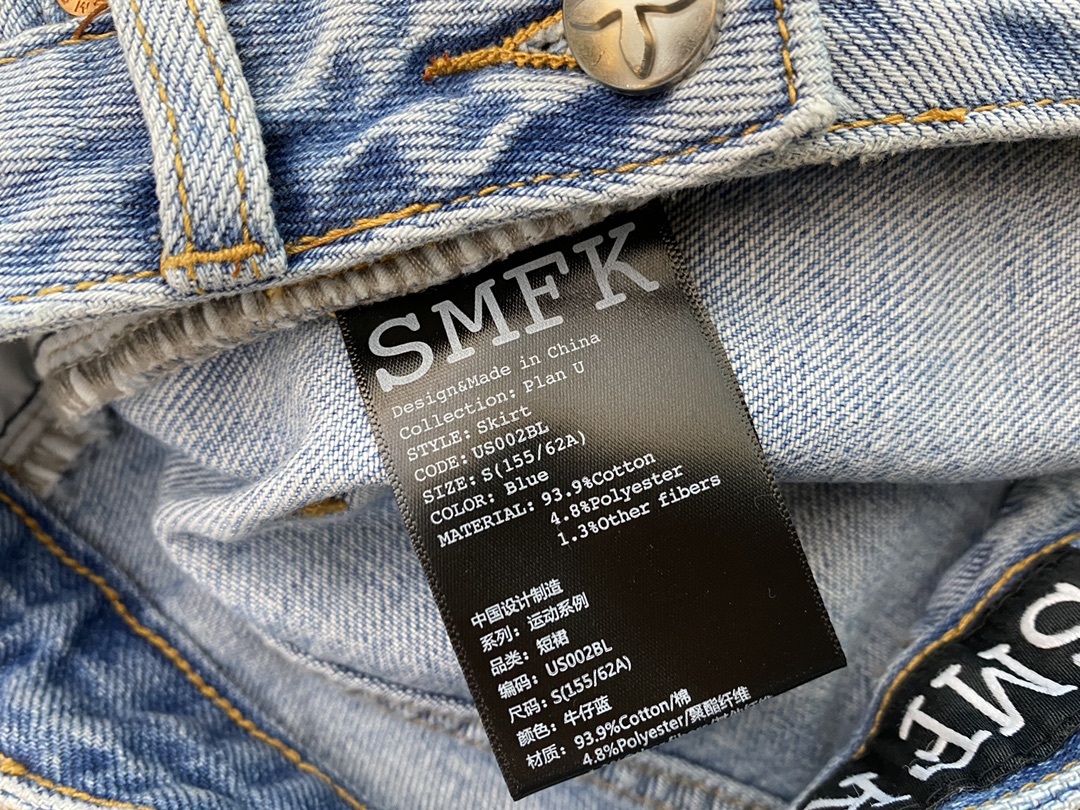 SMFK
Design&Made in China
Collection: Plan U
STYLE: Skirt
CODE: US002BL
SIZE: S(155/62A)
COLOR: Blue
MATERIAL: 93.9%Cotton
4.8%Polyester
1.3%Other fibers
中国设计制造
系列: 运动系例
品类: 短裙
编码: US002BL
尺码: S(155/62A)
颜色: 牛仔蓝
材质: 93.9%Cotton/棉
4.8%Polyester/聚酯纤维
SMFK